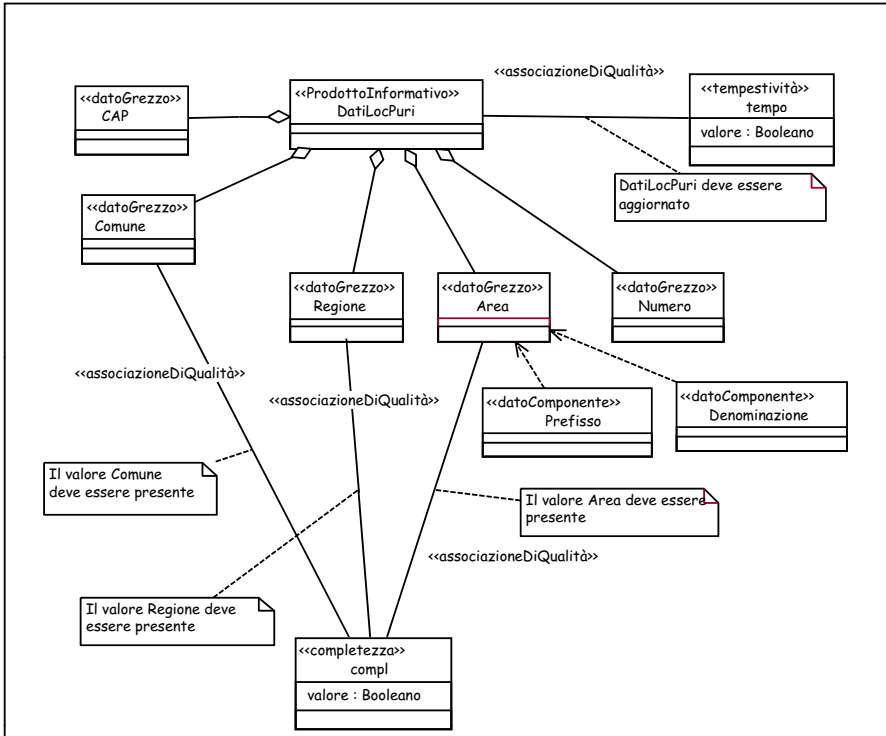 <<associazioneDiQualità>>
<<datoGrezzo>>
CAP
<<ProdottoInformativo>>
DatiLocPuri
<<tempestività>>
tempo
valore : Booleano
DatiLocPuri deve essere
aggiornato
<<datoGrezzo>>
Comune
<<datoGrezzo>>
Regione
<<datoGrezzo>>
Area
<<datoGrezzo>>
Numero
<<associazioneDiQualità>>
<<associazioneDiQualità>>
<<datoComponente>>
Prefisso
<<datoComponente>>
Denominazione
Il valore Comune
deve essere presente
Il valore Area deve essere
presente
<<associazioneDiQualità>>
Il valore Regione deve
essere presente
<<completezza>>
compl
valore : Booleano